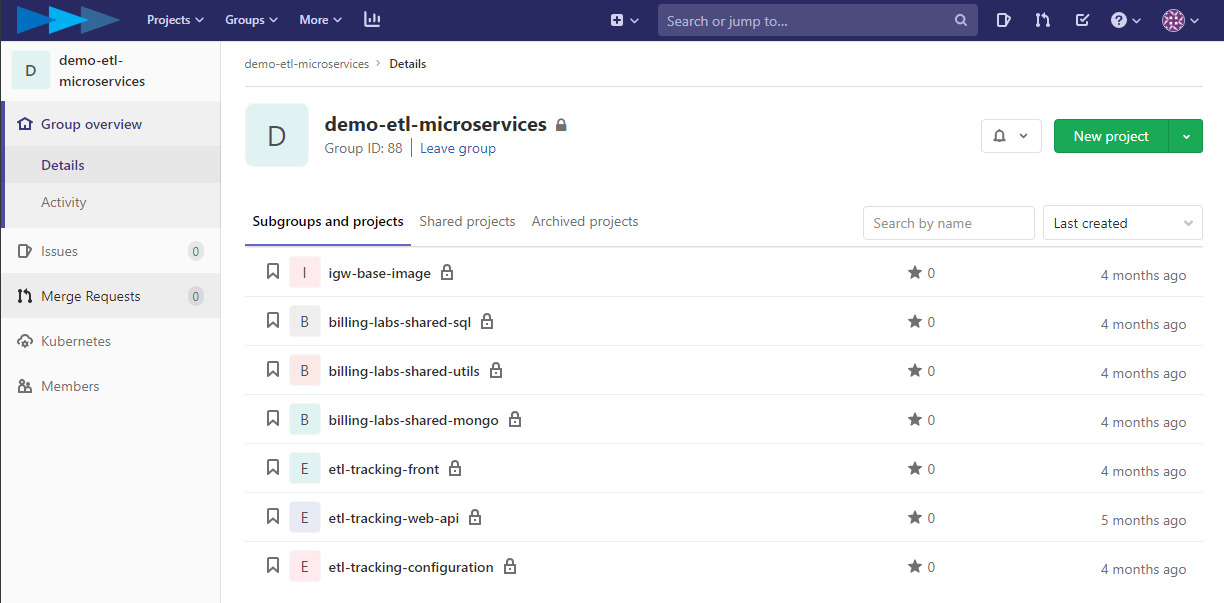 Projects Groups More Search or jump to...
D demo-etl-
microservices
Group overview
Details
Activity
Issues 0
Merge Requests 0
Kubernetes
Members
demo-etl-microservices > Details
D demo-etl-microservices
Group ID: 88 | Leave group
New project
Subgroups and projects Shared projects Archived projects Search by name Last created
I igw-base-image 0 4 months ago
B billing-labs-shared-sql 0 4 months ago
B billing-labs-shared-utils 0 4 months ago
B billing-labs-shared-mongo 0 4 months ago
E etl-tracking-front 0 4 months ago
E etl-tracking-web-api 0 5 months ago
E etl-tracking-configuration 0 4 months ago